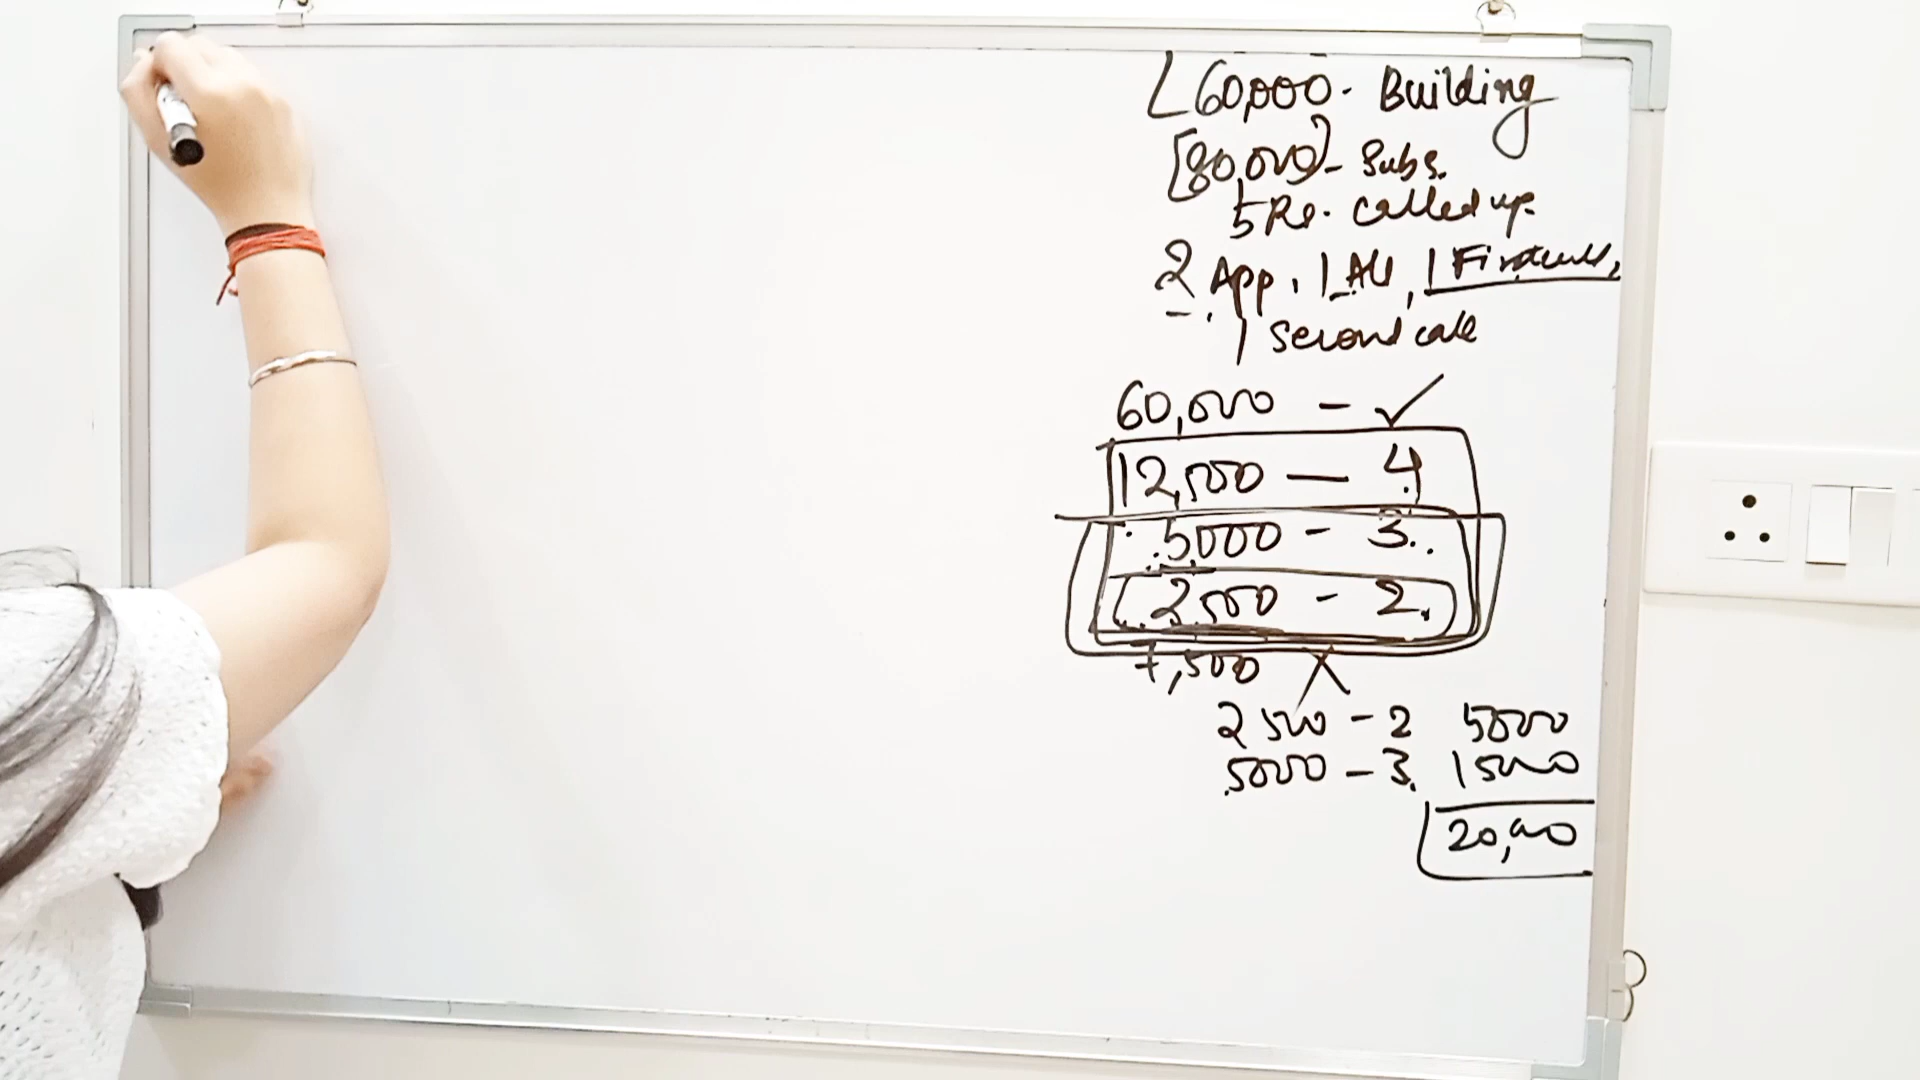 [60,000 - Building
[80,000] - Subs.
5 Rs. called up.
2 App, 1 All, 1 First call,
1 Second call
60,000 - ✓
12,500 — 4
5000 - 3
2500 - 2
7,500 X
2500 - 2 5000
5000 - 3 15000
20,000